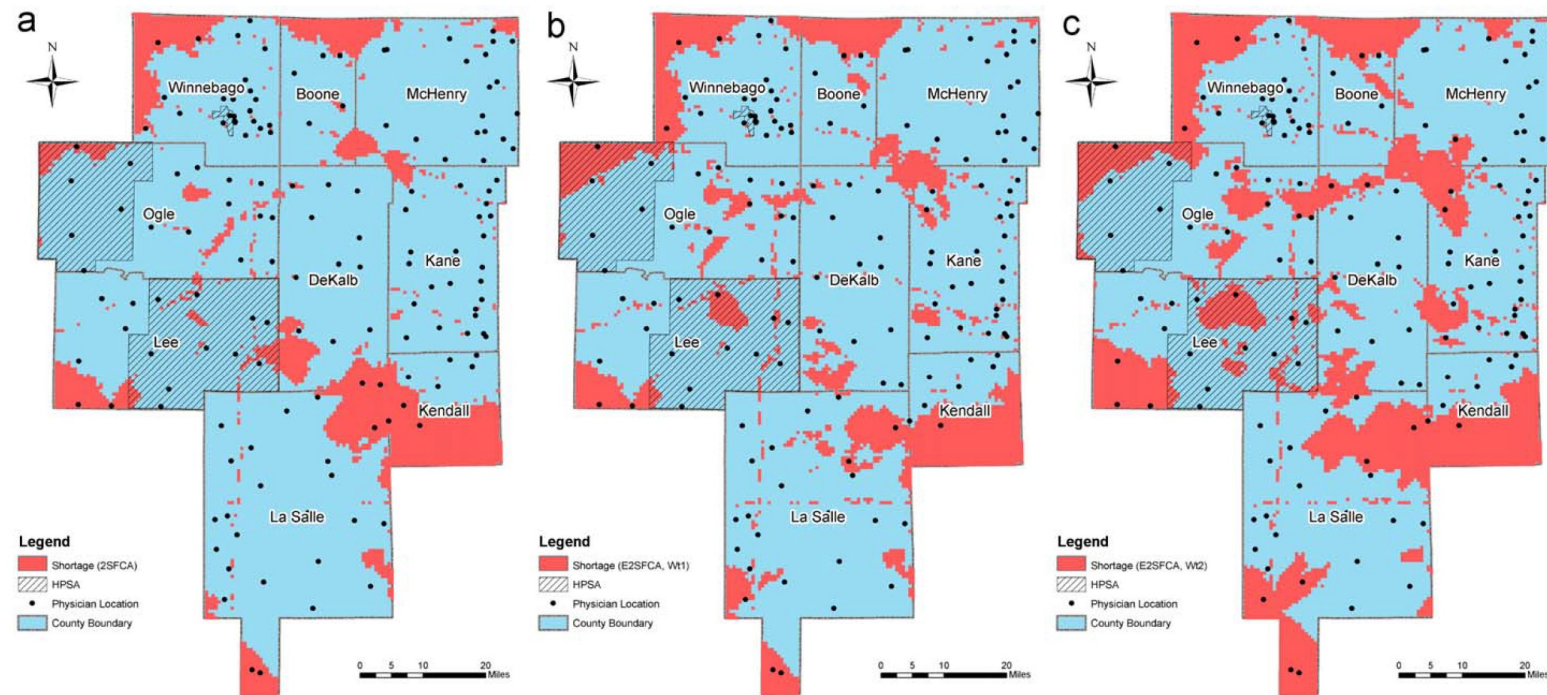 a
N
Winnebago
Boone
McHenry
Ogle
Kane
DeKalb
Lee
Kendall
La Salle
Legend
Shortage (2SFCA)
HPSA
Physician Location
County Boundary
0 5 10 20
Miles
b
N
Winnebago
Boone
McHenry
Ogle
Kane
DeKalb
Lee
Kendall
La Salle
Legend
Shortage (E2SFCA, Wt1)
HPSA
Physician Location
County Boundary
0 5 10 20
Miles
c
N
Winnebago
Boone
McHenry
Ogle
Kane
DeKalb
Lee
Kendall
La Salle
Legend
Shortage (E2SFCA, Wt2)
HPSA
Physician Location
County Boundary
0 5 10 20
Miles